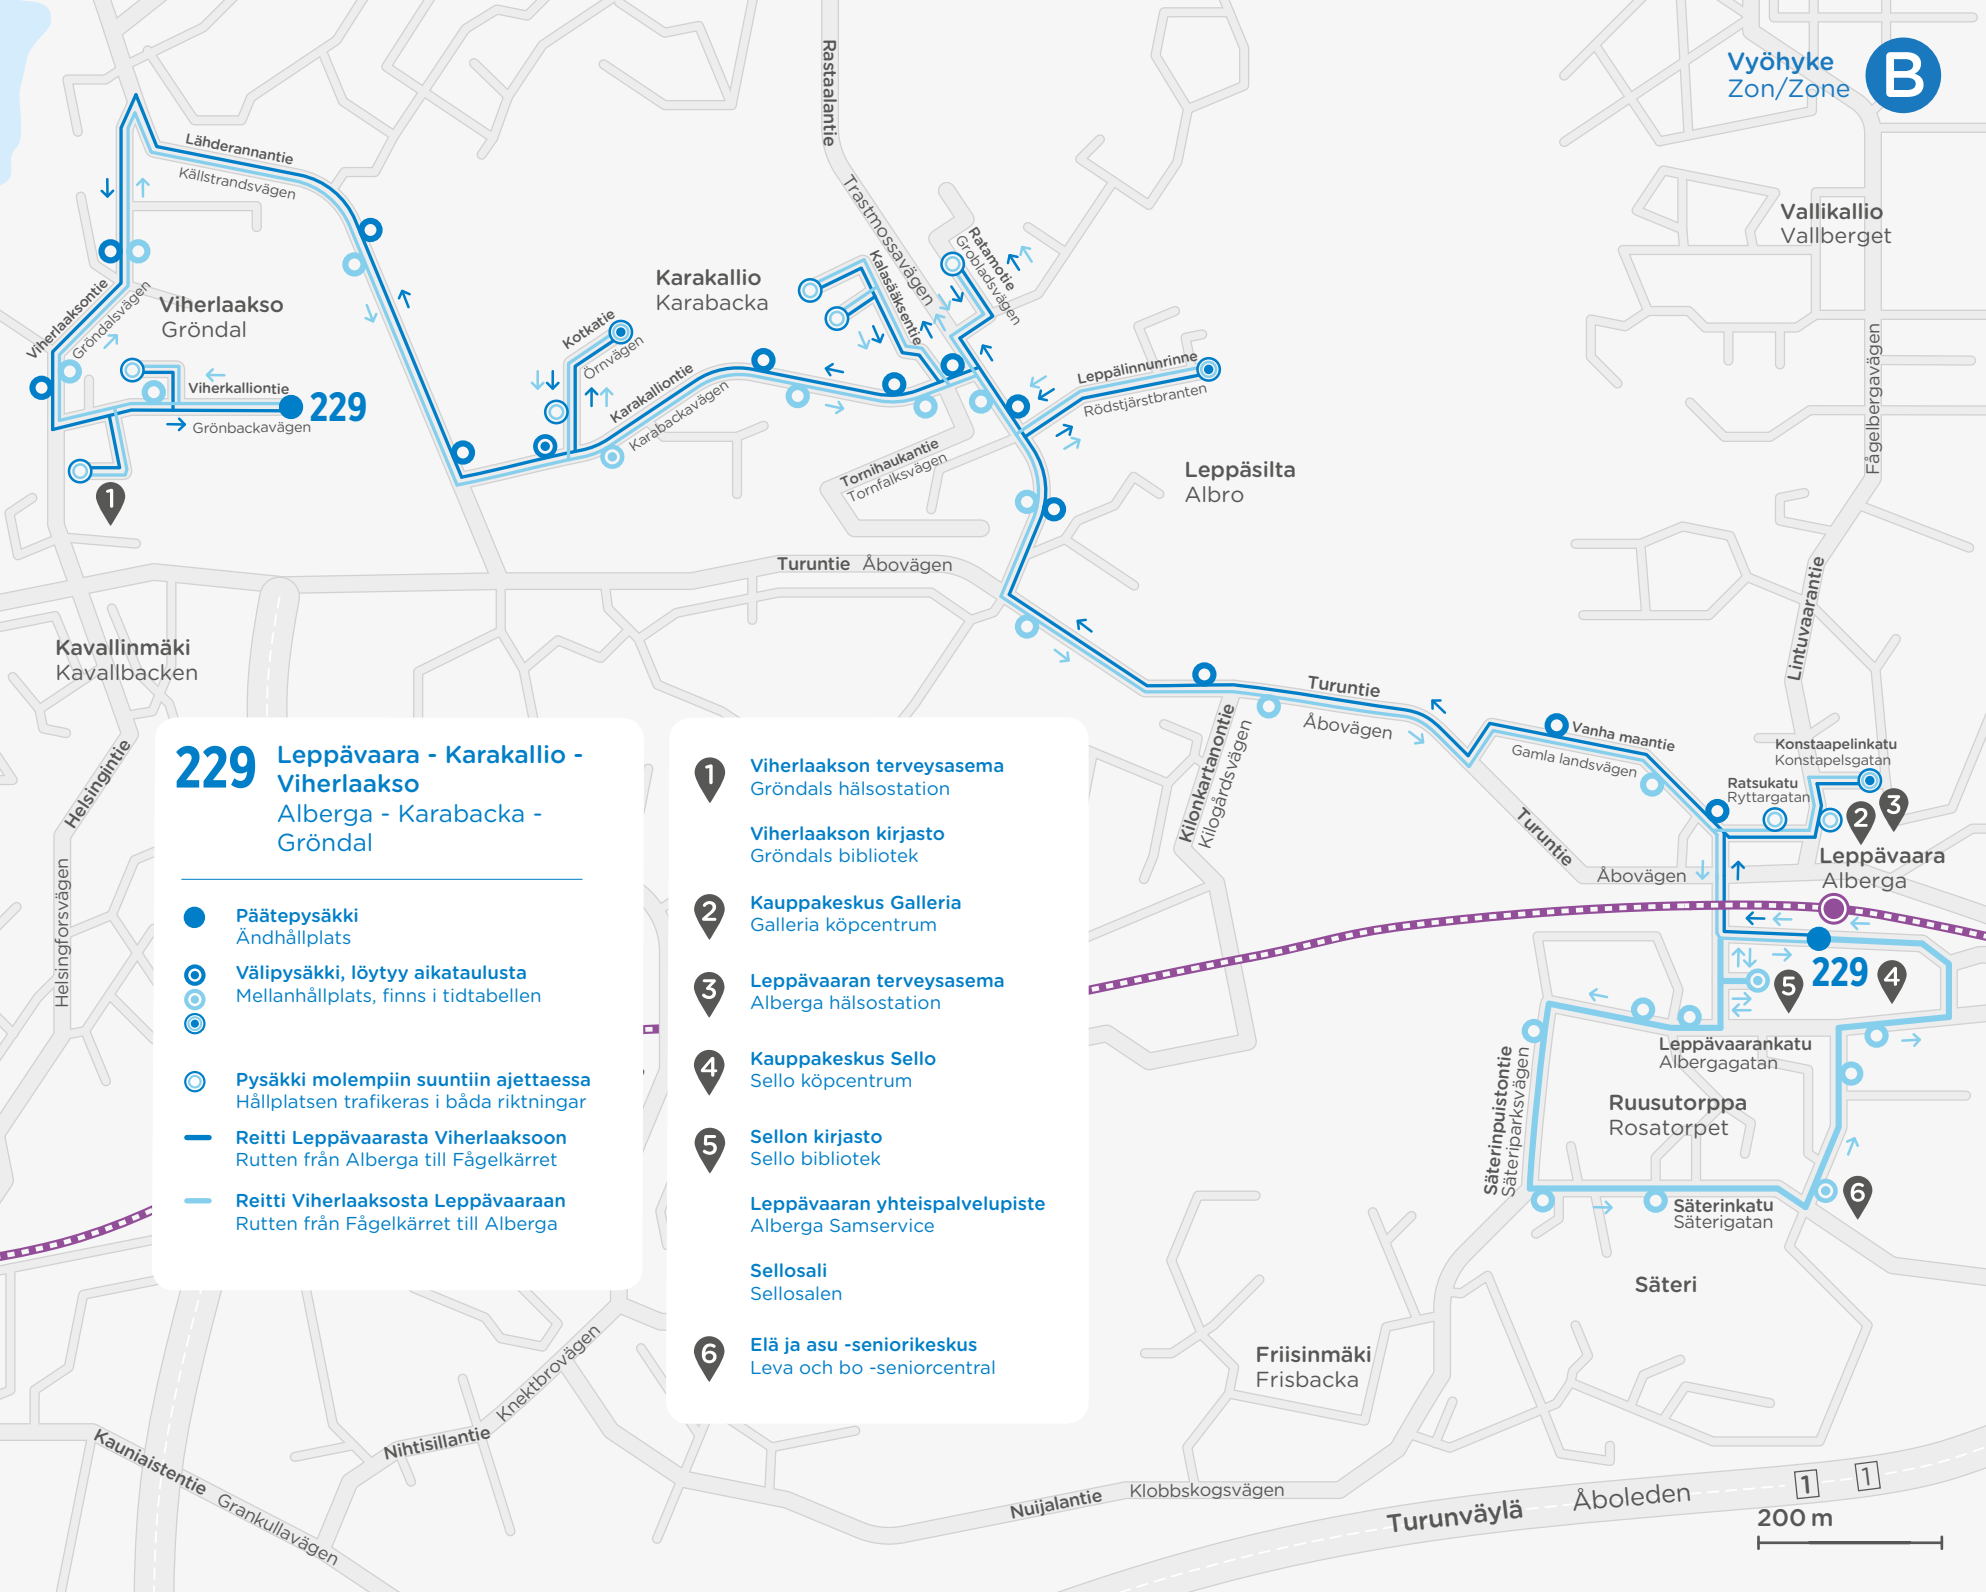 Vyöhyke
Zon/Zone
B
Rastaalantie
Trastmossavägen
Lähderannantie
Källstrandsvägen
Vallikallio
Vallberget
Ratamotie
Grobladsvägen
Kalasääksentie
Karakallio
Karabacka
Viherlaaksontie
Gröndalsvägen
Viherlaakso
Gröndal
Kotkatie
Örnvägen
Viherkalliontie
Grönbackavägen
229
Karakalliontie
Karabackavägen
Leppälinnunrinne
Rödstjärstbranten
Fågelbergavägen
Tornihaukantie
Tornfalksvägen
Leppäsilta
Albro
1
Turuntie Åbovägen
Lintuvaarantie
Kavallinmäki
Kavallbacken
Turuntie
Åbovägen
Kilonkartanontie
Kilogårdsvägen
Vanha maantie
Gamla landsvägen
Konstaapelinkatu
Konstapelsgatan
Ratsukatu
Ryttargatan
2
3
Turuntie
Åbovägen
Leppävaara
Alberga
229
4
5
Helsingintie
Helsingforsvägen
Leppävaarankatu
Albergagatan
Säterinpuistontie
Säteriparksvägen
Ruusutorppa
Rosatorpet
6
Säterinkatu
Säterigatan
Säteri
Friisinmäki
Frisbacka
Knektbrovägen
Nihtisillantie
Kauniaistentie
Grankullavägen
Nuijalantie
Klobbskogsvägen
Turunväylä
Åboleden
1
1
200 m
229
Leppävaara - Karakallio -
Viherlaakso
Alberga - Karabacka -
Gröndal
Päätepysäkki
Ändhållplats
Välipysäkki, löytyy aikataulusta
Mellanhållplats, finns i tidtabellen
Pysäkki molempiin suuntiin ajettaessa
Hållplatsen trafikeras i båda riktningar
Reitti Leppävaarasta Viherlaaksoon
Rutten från Alberga till Fågelkärret
Reitti Viherlaaksosta Leppävaaraan
Rutten från Fågelkärret till Alberga
1
Viherlaakson terveysasema
Gröndals hälsostation
Viherlaakson kirjasto
Gröndals bibliotek
2
Kauppakeskus Galleria
Galleria köpcentrum
3
Leppävaaran terveysasema
Alberga hälsostation
4
Kauppakeskus Sello
Sello köpcentrum
5
Sellon kirjasto
Sello bibliotek
Leppävaaran yhteispalvelupiste
Alberga Samservice
Sellosali
Sellosalen
6
Elä ja asu -seniorikeskus
Leva och bo -seniorcentral